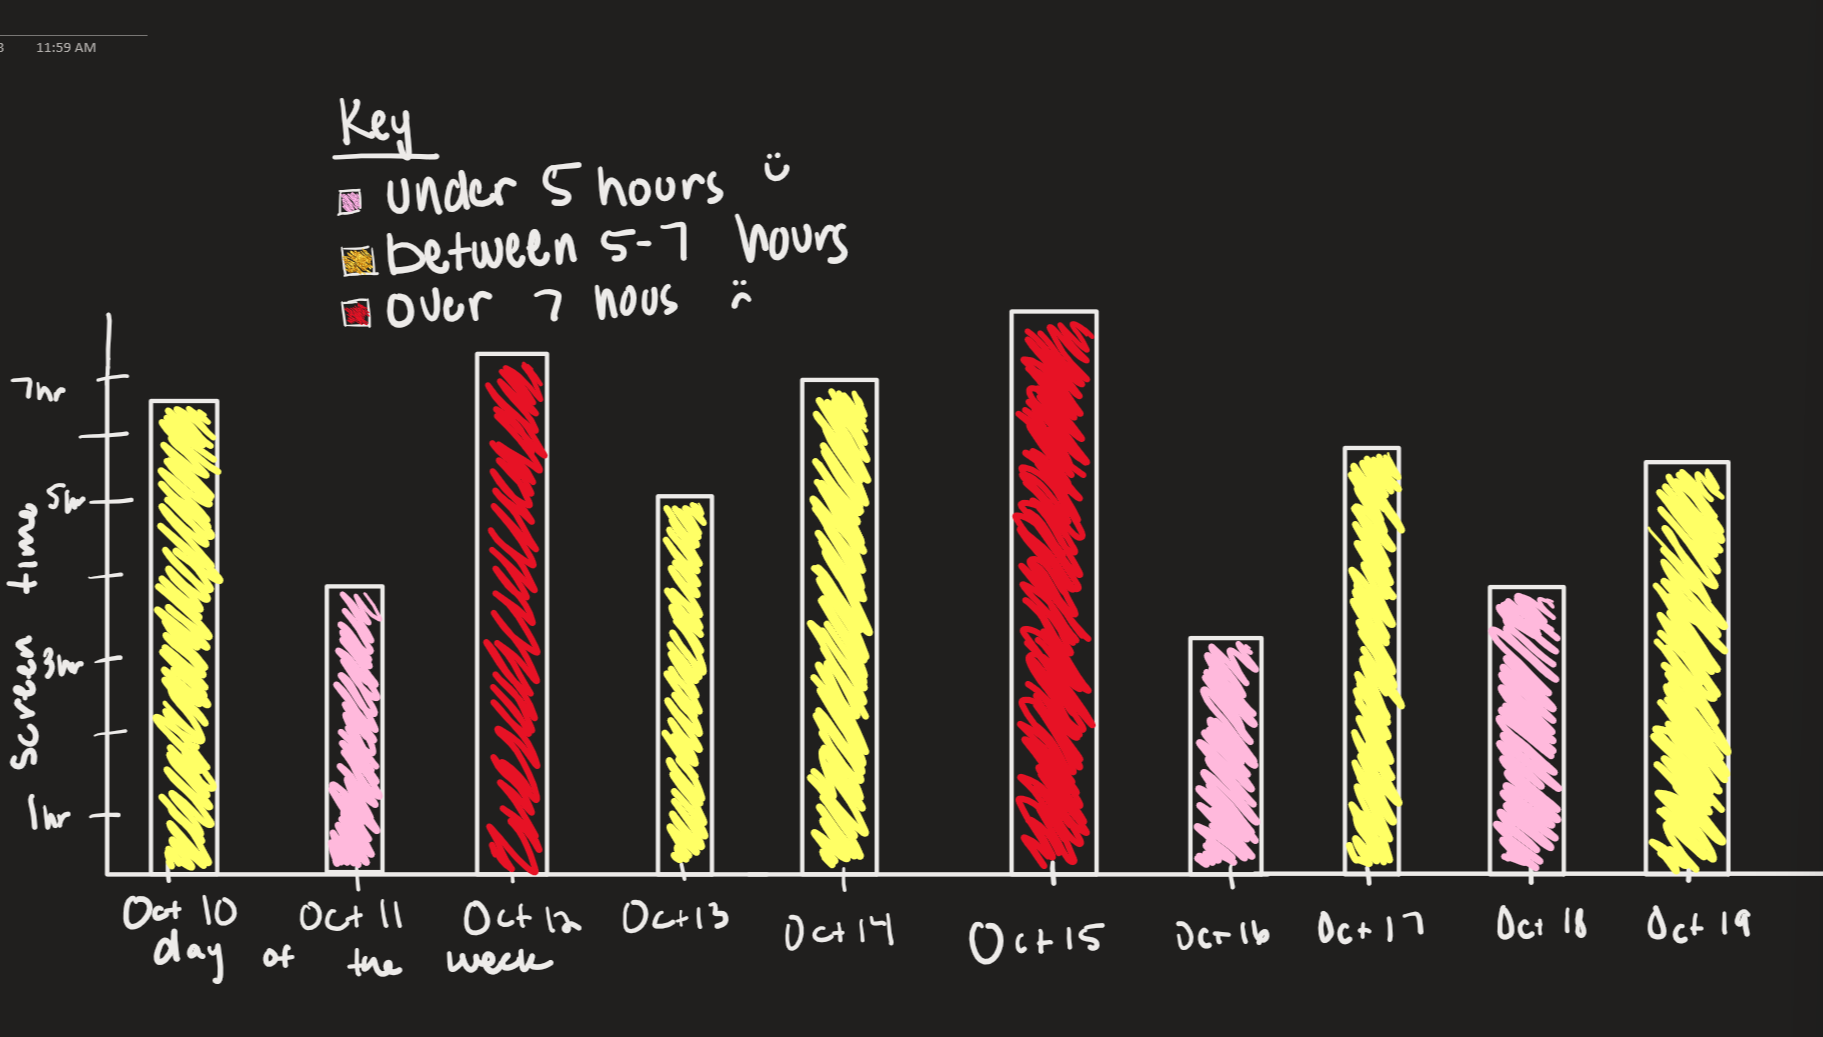 3 11:59 AM
Key
under 5 hours
between 5-7 hours
over 7 hous
7hr
5hr
3hr
1hr
screen time
Oct 10 Oct 11 Oct 12 Oct 13 Oct 14 Oct 15 Oct 16 Oct 17 Oct 18 Oct 19
day of the week